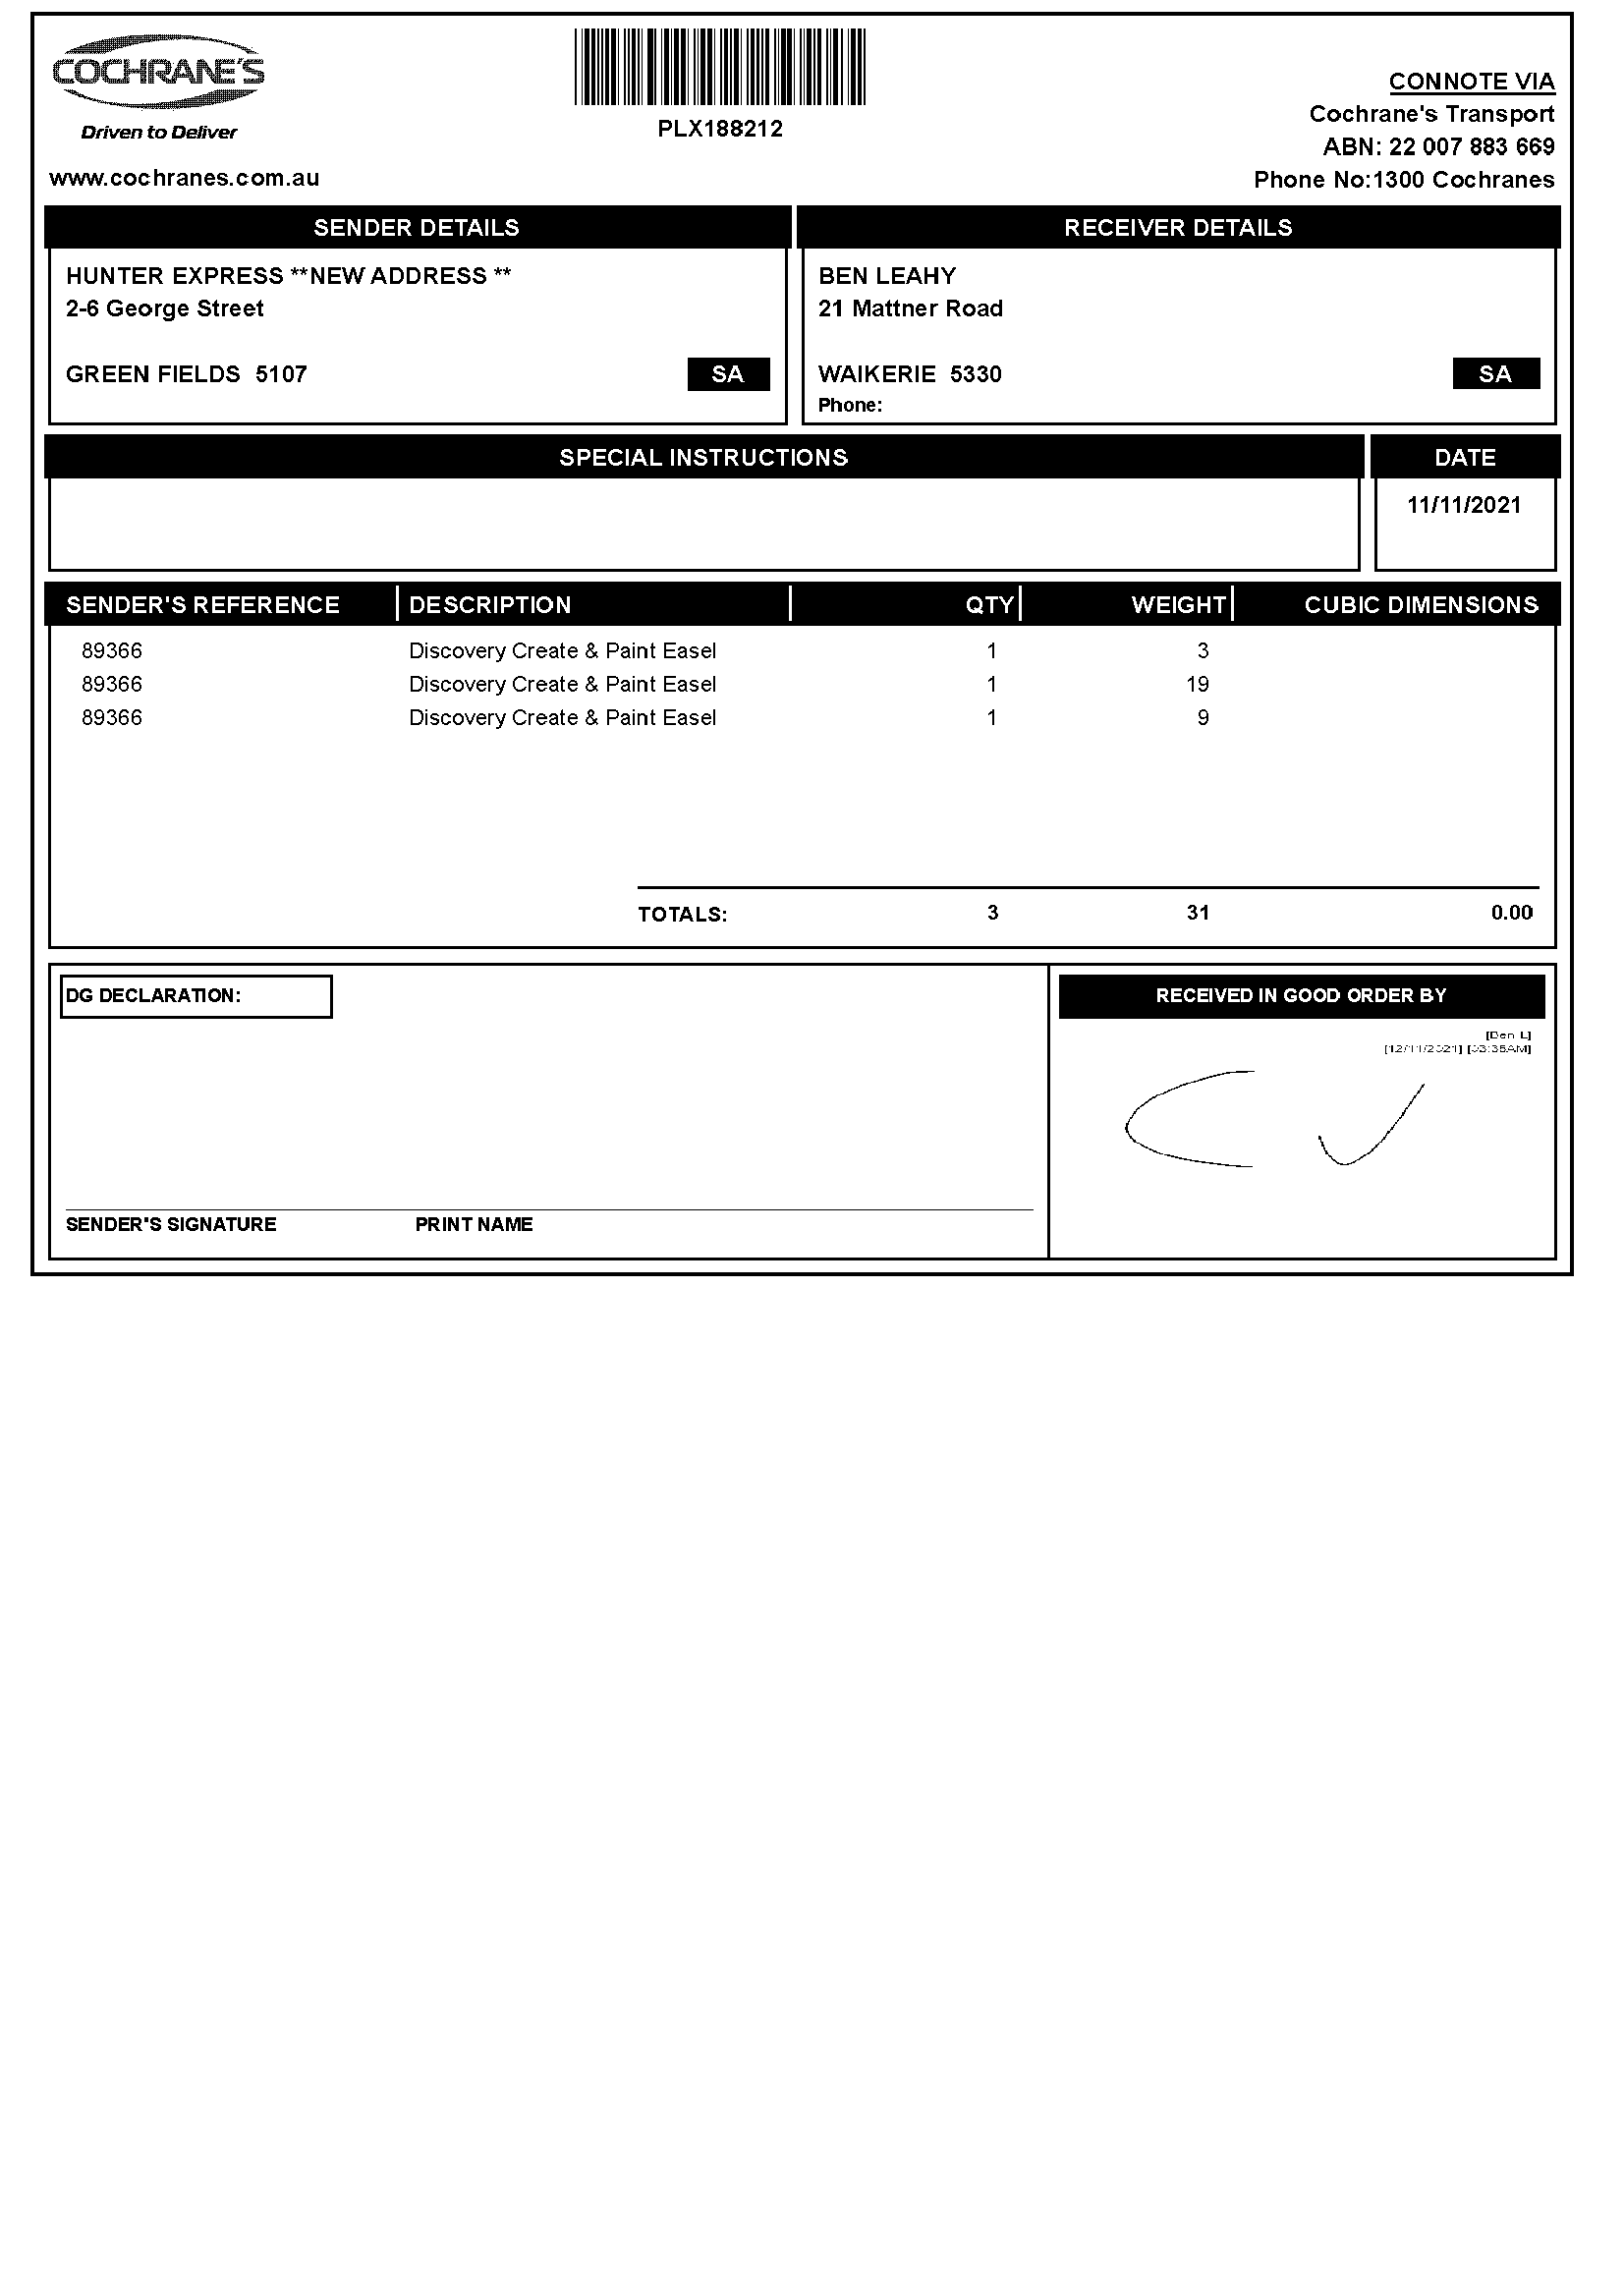 COCHRANE'S
Driven to Deliver
www.cochranes.com.au
PLX188212
CONNOTE VIA
Cochrane's Transport
ABN: 22 007 883 669
Phone No:1300 Cochranes
SENDER DETAILS
HUNTER EXPRESS **NEW ADDRESS **
2-6 George Street
GREEN FIELDS 5107 SA
RECEIVER DETAILS
BEN LEAHY
21 Mattner Road
WAIKERIE 5330 SA
Phone:
SPECIAL INSTRUCTIONS
DATE
11/11/2021
SENDER'S REFERENCE DESCRIPTION QTY WEIGHT CUBIC DIMENSIONS
89366 Discovery Create & Paint Easel 1 3
89366 Discovery Create & Paint Easel 1 19
89366 Discovery Create & Paint Easel 1 9
TOTALS: 3 31 0.00
DG DECLARATION:
SENDER'S SIGNATURE PRINT NAME
RECEIVED IN GOOD ORDER BY
[Ben L]
[12/11/2021]